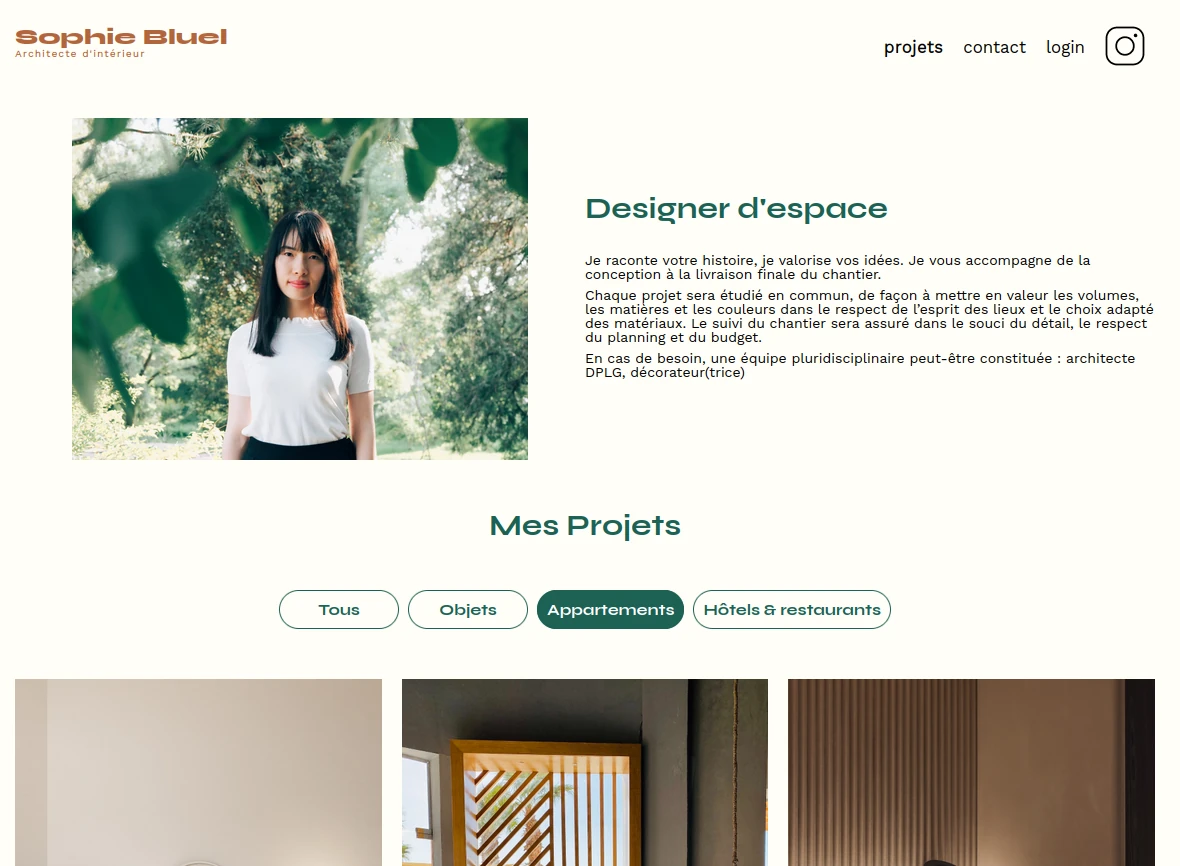 Sophie Bluel
Architecte d'intérieur
projets
contact
login
Designer d'espace
Je raconte votre histoire, je valorise vos idées. Je vous accompagne de la
conception à la livraison finale du chantier.
Chaque projet sera étudié en commun, de façon à mettre en valeur les volumes,
les matières et les couleurs dans le respect de l’esprit des lieux et le choix adapté
des matériaux. Le suivi du chantier sera assuré dans le souci du détail, le respect
du planning et du budget.
En cas de besoin, une équipe pluridisciplinaire peut-être constituée : architecte
DPLG, décorateur(trice)
Mes Projets
Tous
Objets
Appartements
Hôtels & restaurants